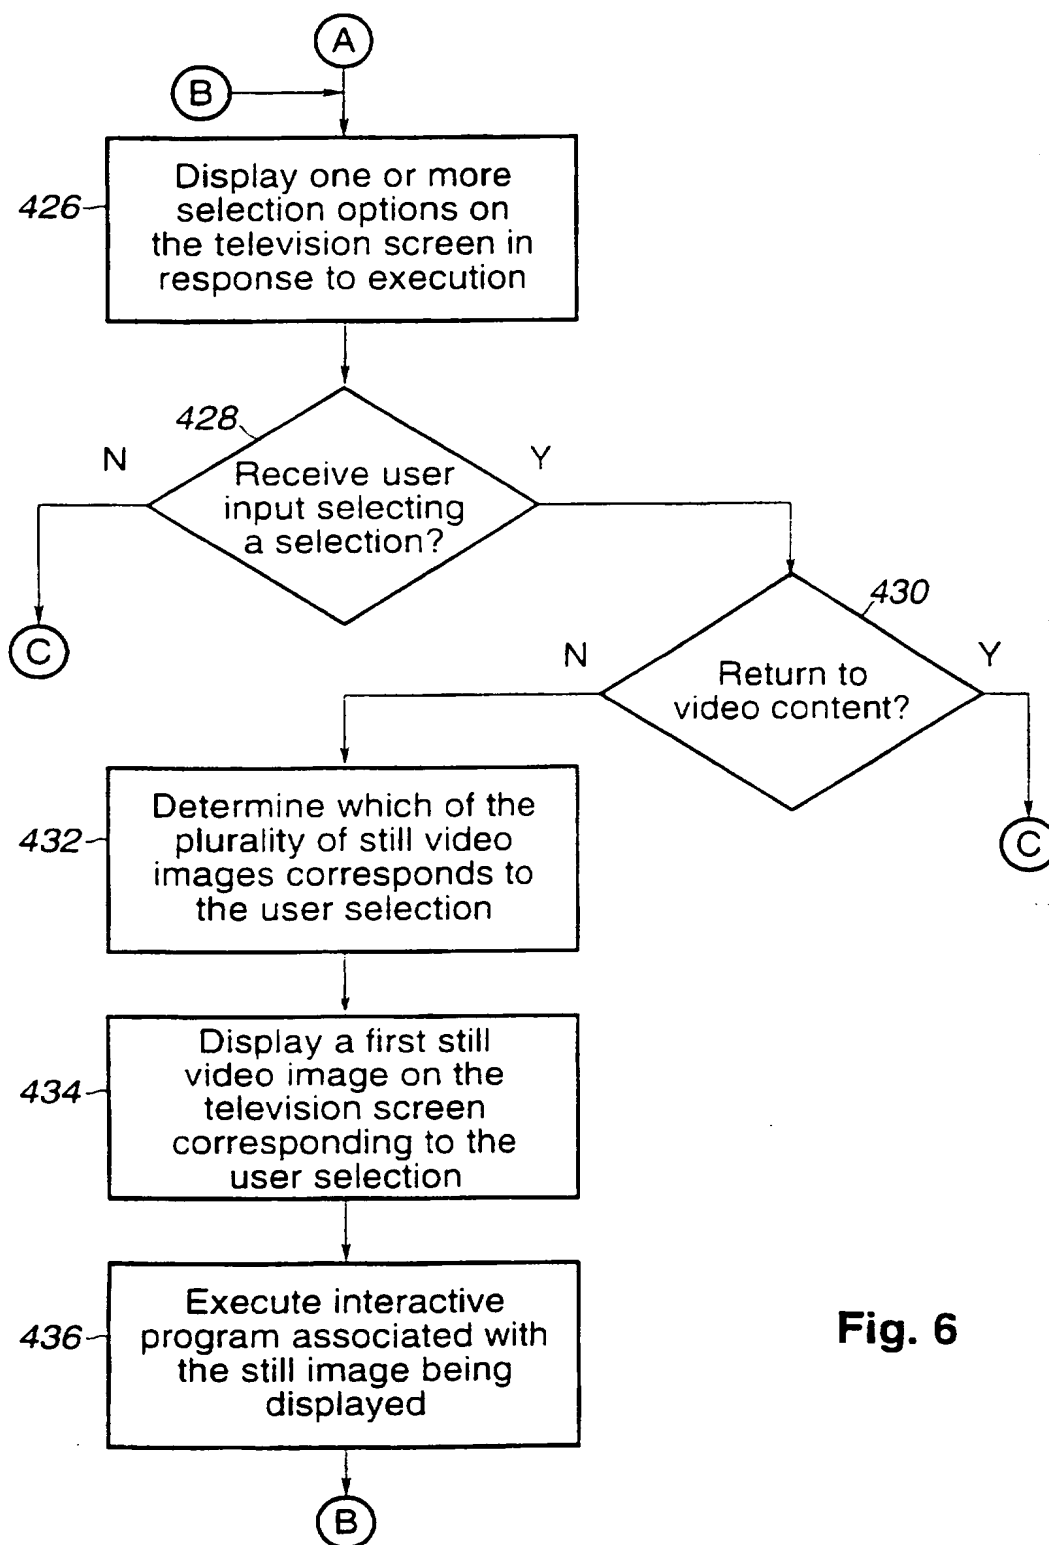 A
B
Display one or more
selection options on
the television screen in
response to execution
426
428
N
Y
Receive user
input selecting
a selection?
C
430
N
Y
Return to
video content?
C
432
Determine which of the
plurality of still video
images corresponds to
the user selection
434
Display a first still
video image on the
television screen
corresponding to the
user selection
436
Execute interactive
program associated with
the still image being
displayed
Fig. 6
B